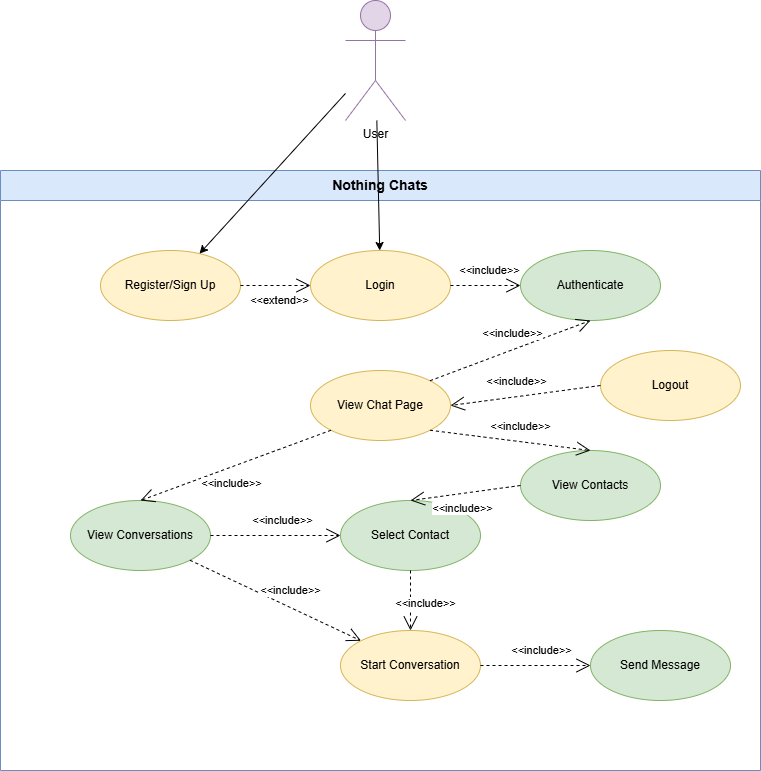 User
Nothing Chats
Register/Sign Up
<<extend>>
Login
<<include>>
Authenticate
<<include>>
View Chat Page
<<include>>
Logout
<<include>>
View Contacts
<<include>>
<<include>>
View Conversations
<<include>>
Select Contact
<<include>>
<<include>>
Start Conversation
<<include>>
Send Message